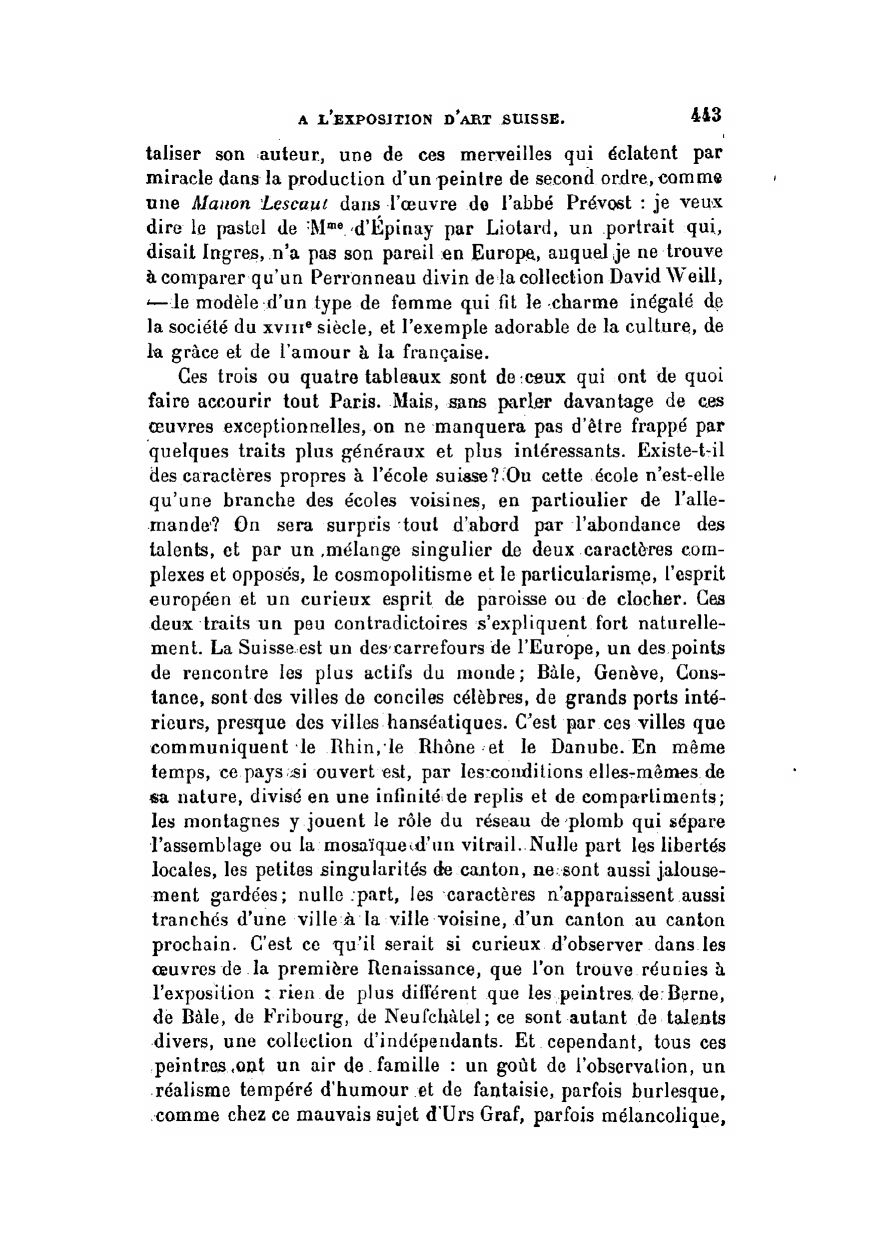 A L'EXPOSITION D'ART SUISSE. 443
taliser son auteur, une de ces merveilles qui éclatent par
miracle dans la production d'un peintre de second ordre, comme
une Manon Lescaut dans l'œuvre de l'abbé Prévost : je veux
dire le pastel de Mme d'Épinay par Liotard, un portrait qui,
disait Ingres, n'a pas son pareil en Europe, auquel je ne trouve
à comparer qu'un Perronneau divin de la collection David Weill,
— le modèle d'un type de femme qui fit le charme inégalé de
la société du XVIIIe siècle, et l'exemple adorable de la culture, de
la grâce et de l'amour à la française.
Ces trois ou quatre tableaux sont de ceux qui ont de quoi
faire accourir tout Paris. Mais, sans parler davantage de ces
œuvres exceptionnelles, on ne manquera pas d'être frappé par
quelques traits plus généraux et plus intéressants. Existe-t-il
des caractères propres à l'école suisse? Ou cette école n'est-elle
qu'une branche des écoles voisines, en particulier de l'alle-
mande? On sera surpris tout d'abord par l'abondance des
talents, et par un mélange singulier de deux caractères com-
plexes et opposés, le cosmopolitisme et le particularisme, l'esprit
européen et un curieux esprit de paroisse ou de clocher. Ces
deux traits un peu contradictoires s'expliquent fort naturelle-
ment. La Suisse est un des carrefours de l'Europe, un des points
de rencontre les plus actifs du monde; Bàle, Genève, Cons-
tance, sont des villes de conciles célèbres, de grands ports inté-
rieurs, presque des villes hanséatiques. C'est par ces villes que
communiquent le Rhin, le Rhône et le Danube. En même
temps, ce pays si ouvert est, par les conditions elles-mêmes de
sa nature, divisé en une infinité de replis et de compartiments;
les montagnes y jouent le rôle du réseau de plomb qui sépare
l'assemblage ou la mosaïque d'un vitrail. Nulle part les libertés
locales, les petites singularités de canton, ne sont aussi jalouse-
ment gardées; nulle part, les caractères n'apparaissent aussi
tranchés d'une ville à la ville voisine, d'un canton au canton
prochain. C'est ce qu'il serait si curieux d'observer dans les
œuvres de la première Renaissance, que l'on trouve réunies à
l'exposition : rien de plus différent que les peintres de Berne,
de Bàle, de Fribourg, de Neufchàtel; ce sont autant de talents
divers, une collection d'indépendants. Et cependant, tous ces
peintres ont un air de famille : un goût de l'observation, un
réalisme tempéré d'humour et de fantaisie, parfois burlesque,
comme chez ce mauvais sujet d'Urs Graf, parfois mélancolique,